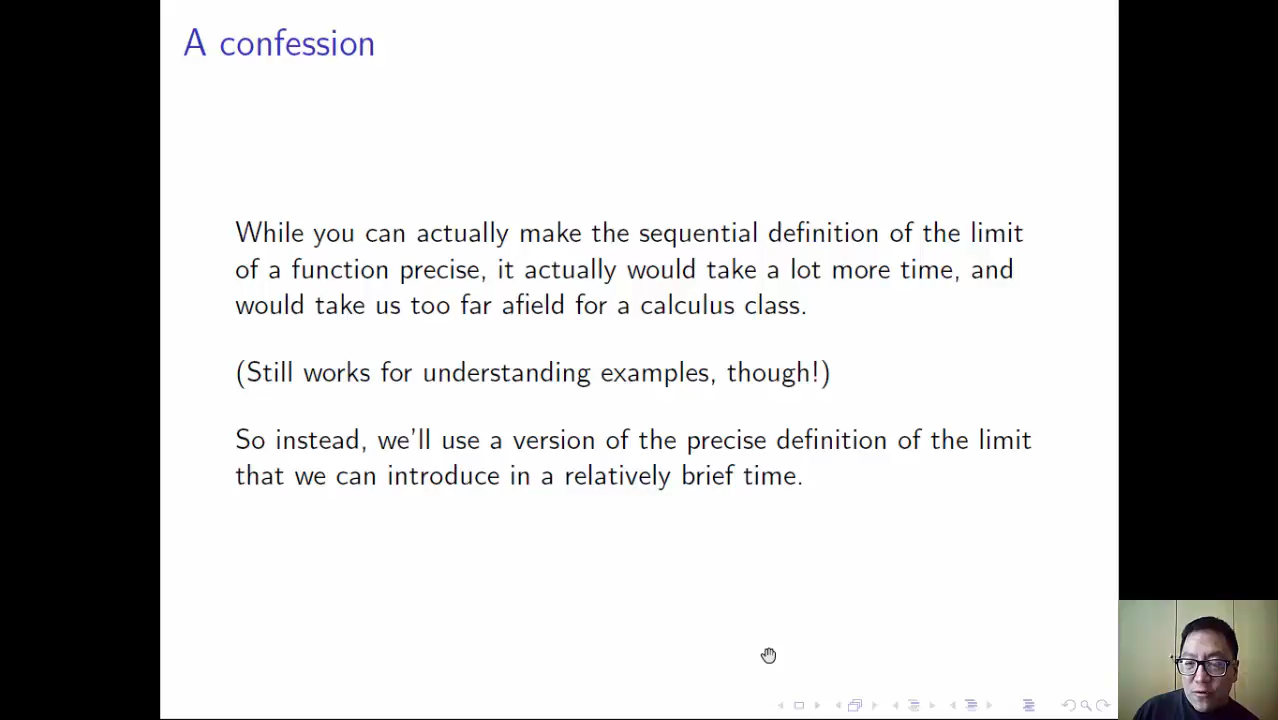 A confession
While you can actually make the sequential definition of the limit
of a function precise, it actually would take a lot more time, and
would take us too far afield for a calculus class.
(Still works for understanding examples, though!)
So instead, we'll use a version of the precise definition of the limit
that we can introduce in a relatively brief time.